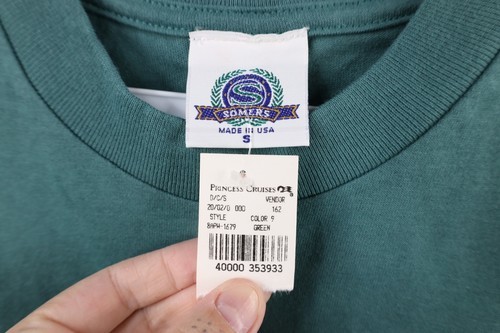 S
SOMERS
MADE IN USA
S
S
PRINCESS CRUISES
D/C/S VENDOR
20/02/0 000 162
STYLE COLOR 9
8APW-1679 GREEN
40000 353933